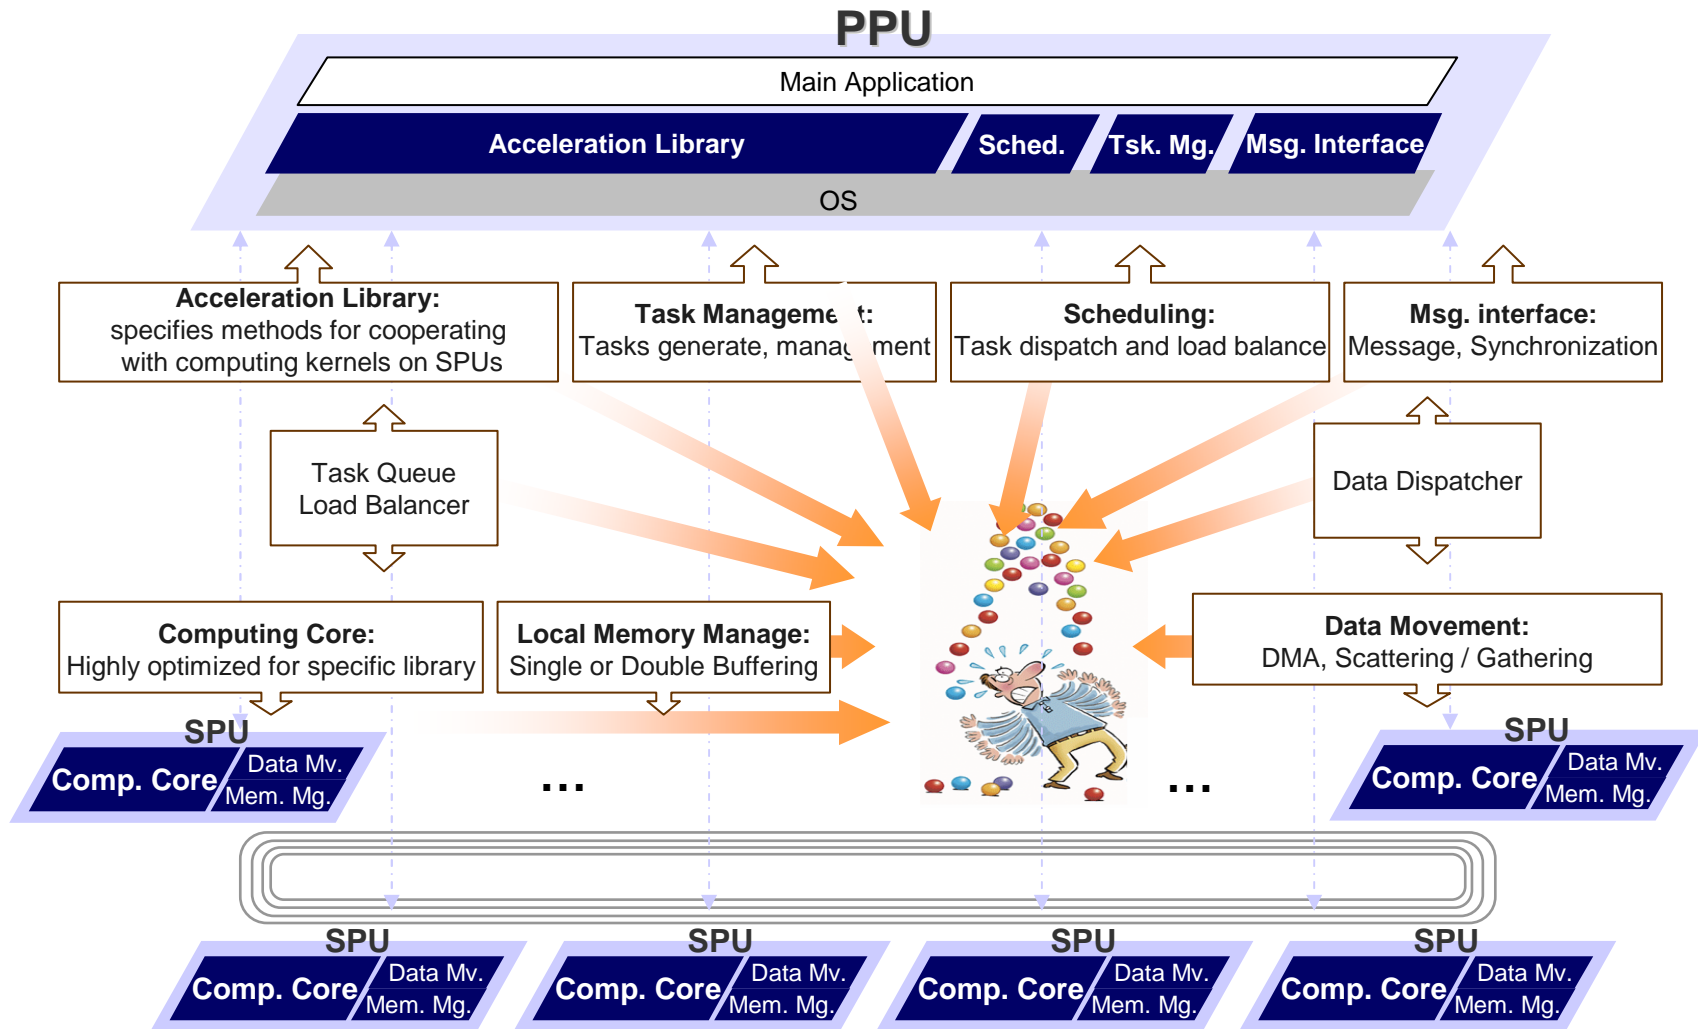 PPU
Main Application
Acceleration Library
Sched.
Tsk. Mg.
Msg. Interface
OS
Acceleration Library:
specifies methods for cooperating
with computing kernels on SPUs
Task Management:
Tasks generate, management
Scheduling:
Task dispatch and load balance
Msg. interface:
Message, Synchronization
Task Queue
Load Balancer
Data Dispatcher
Computing Core:
Highly optimized for specific library
Local Memory Manage:
Single or Double Buffering
Data Movement:
DMA, Scattering / Gathering
SPU
Comp. Core
Data Mv.
Mem. Mg.
...
...
SPU
Comp. Core
Data Mv.
Mem. Mg.
SPU
Comp. Core
Data Mv.
Mem. Mg.
SPU
Comp. Core
Data Mv.
Mem. Mg.
SPU
Comp. Core
Data Mv.
Mem. Mg.
SPU
Comp. Core
Data Mv.
Mem. Mg.